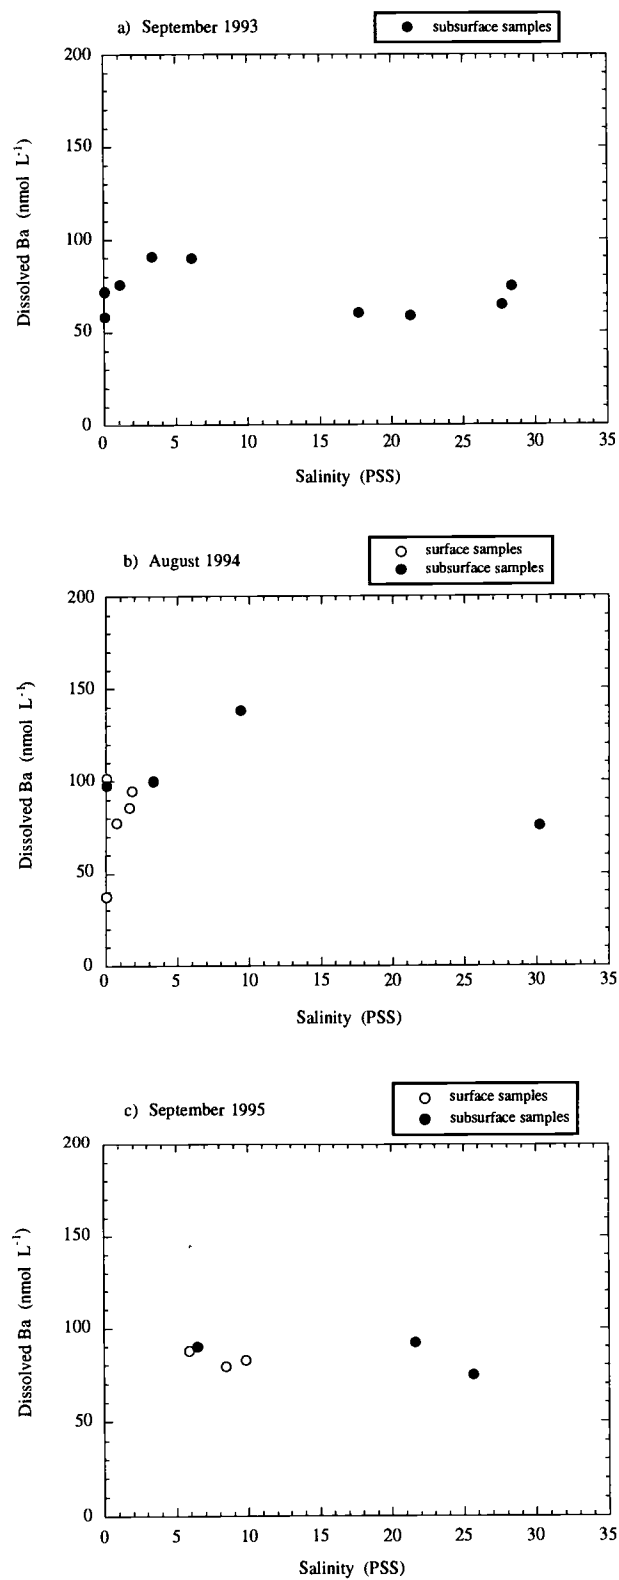 a) September 1993
subsurface samples
200
150
100
50
0
Dissolved Ba (nmol L⁻¹)
0 5 10 15 20 25 30 35
Salinity (PSS)
b) August 1994
surface samples
subsurface samples
200
150
100
50
0
Dissolved Ba (nmol L⁻¹)
0 5 10 15 20 25 30 35
Salinity (PSS)
c) September 1995
surface samples
subsurface samples
200
150
100
50
0
Dissolved Ba (nmol L⁻¹)
0 5 10 15 20 25 30 35
Salinity (PSS)